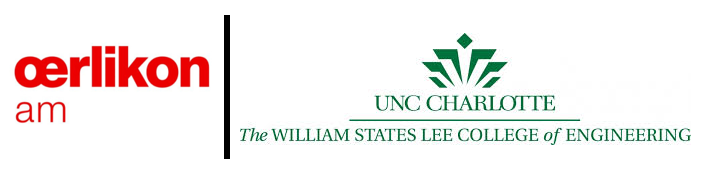 œrlikon
am
UNC CHARLOTTE
The WILLIAM STATES LEE COLLEGE of ENGINEERING